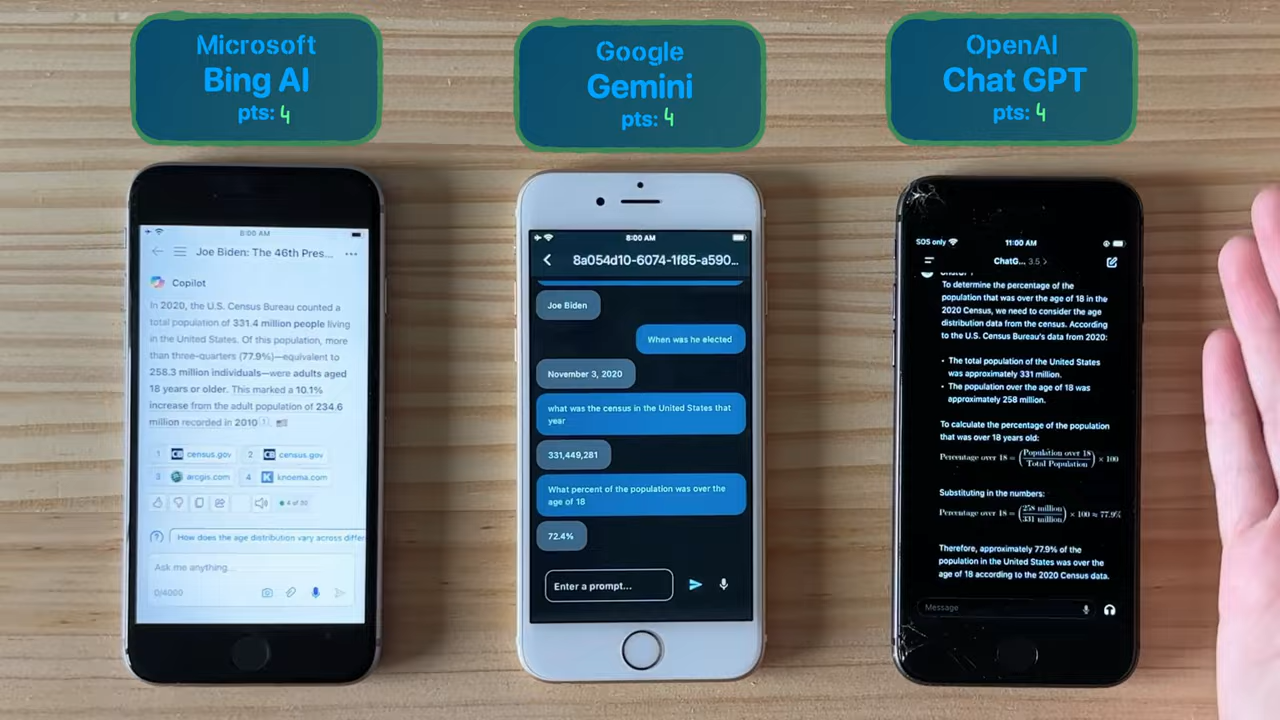 Microsoft
Bing AI
pts: 4
Google
Gemini
pts: 4
OpenAI
Chat GPT
pts: 4
8:00 AM
Joe Biden: The 46th Pres...
Copilot
In 2020, the U.S. Census Bureau counted a
total population of 331.4 million people living
in the United States. Of this population, more
than three-quarters (77.9%)—equivalent to
258.3 million individuals—were adults aged
18 years or older. This marked a 10.1%
increase from the adult population of 234.6
million recorded in 2010 1.
1 census.gov 2 census.gov
3 arcgis.com 4 knoema.com
4 of 30
How does the age distribution vary across differ
Ask me anything...
0/4000
8:00 AM
8a054d10-6074-1f85-a590...
Joe Biden
When was he elected
November 3, 2020
what was the census in the United States that
year
331,449,281
What percent of the population was over the
age of 18
72.4%
Enter a prompt...
SOS only
11:00 AM
ChatG... 3.5 >
To determine the percentage of the
population that was over the age of 18 in the
2020 Census, we need to consider the age
distribution data from the census. According
to the U.S. Census Bureau's data from 2020:
• The total population of the United States
was approximately 331 million.
• The population over the age of 18 was
approximately 258 million.
To calculate the percentage of the population
that was over 18 years old:
Percentage over 18 = (Population over 18 / Total Population) × 100
Substituting in the numbers:
Percentage over 18 = (258 million / 331 million) × 100 ≈ 77.9%
Therefore, approximately 77.9% of the
population in the United States was over the
age of 18 according to the 2020 Census data.
Message